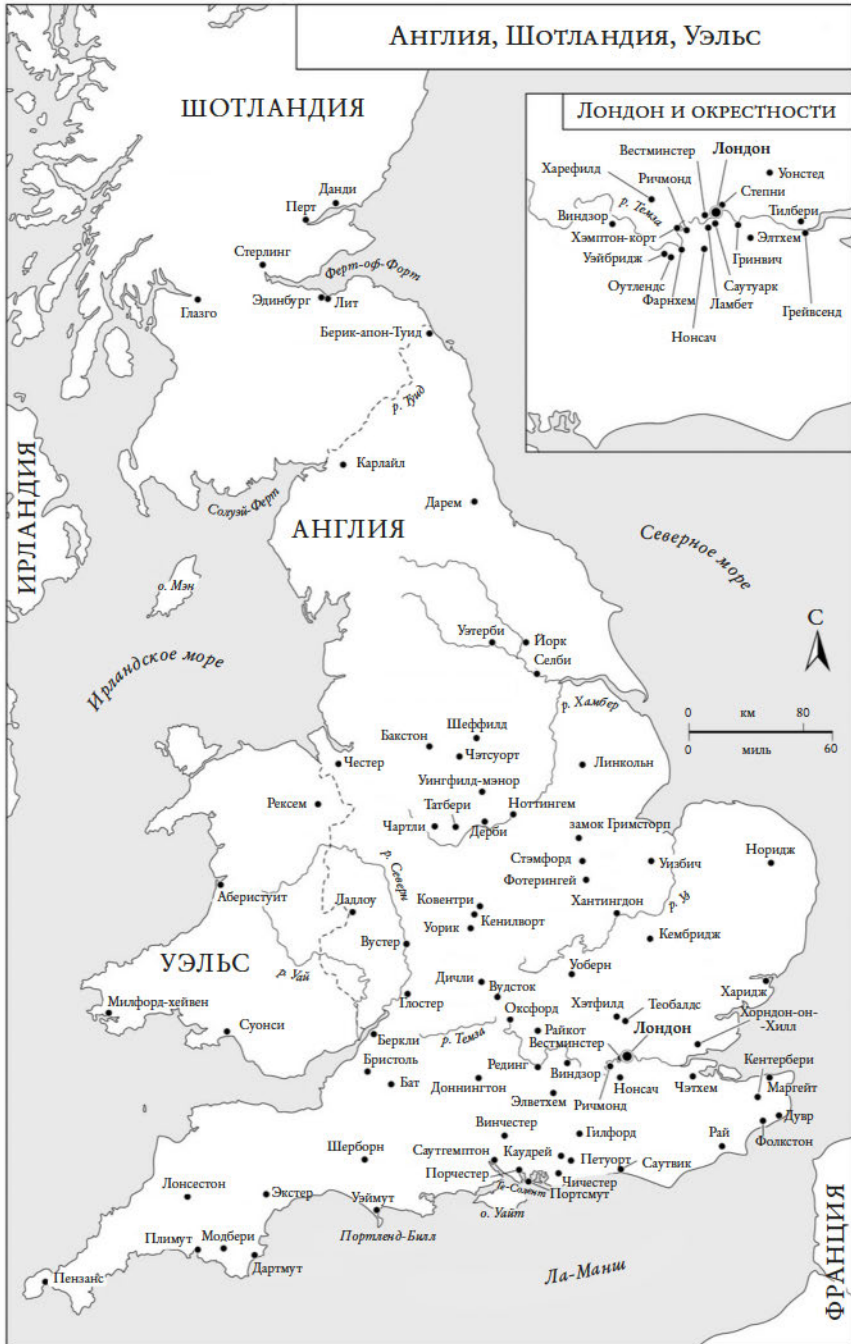 Англия, Шотландия, Уэльс
ШОТЛАНДИЯ
Лондон и окрестности
Вестминстер
Лондон
Харефилд
Ричмонд
Уонстед
Степни
р. Темза
Виндзор
Тилбери
Хэмптон-корт
Элтхем
Уэйбридж
Гринвич
Оутлендс
Саутуарк
Фарнхем
Ламбет
Грейвсенд
Нонсач
Данди
Перт
Стерлинг
Ферт-оф-Форт
Эдинбург
Лит
Глазго
Берик-апон-Туид
р. Туид
ИРЛАНДИЯ
Карлайл
Солуэй-Ферт
Дарем
АНГЛИЯ
Северное море
о. Мэн
С
Уэтерби
Йорк
Ирландское море
Селби
р. Хамбер
0 км 80
0 миль 60
Шеффилд
Бакстон
Чэтсуорт
Честер
Линкольн
Уингфилд-мэнор
Рексем
Татбери
Ноттингем
Чартли
Дерби
замок Гримсторп
р. Северн
Стэмфорд
Уизбич
Норидж
Фотерингей
Аберистуит
Ладлоу
Ковентри
Хантингдон
р. Уз
Кенилворт
Уорик
Вустер
Кембридж
УЭЛЬС
р. Уай
Уоберн
Дичли
Вудсток
Харидж
Милфорд-хейвен
Глостер
Оксфорд
Хэтфилд
Теобалдс
Хорндон-он-
-Хилл
Суонси
Беркли
р. Темза
Райкот
Лондон
Вестминстер
Кентербери
Бристоль
Рединг
Виндзор
Бат
Доннингтон
Нонсач
Чэтхем
Маргейт
Элветхем
Ричмонд
Дувр
Винчестер
Гилфорд
Рай
Фолкстон
Шерборн
Саутгемптон
Каудрей
Петуорт
Саутвик
Порчестер
Чичестер
Те-Солент
Портсмут
Лонсестон
Экстер
Уэймут
о. Уайт
Портленд-Билл
Плимут
Модбери
Дартмут
Пензанс
Ла-Манш
ФРАНЦИЯ